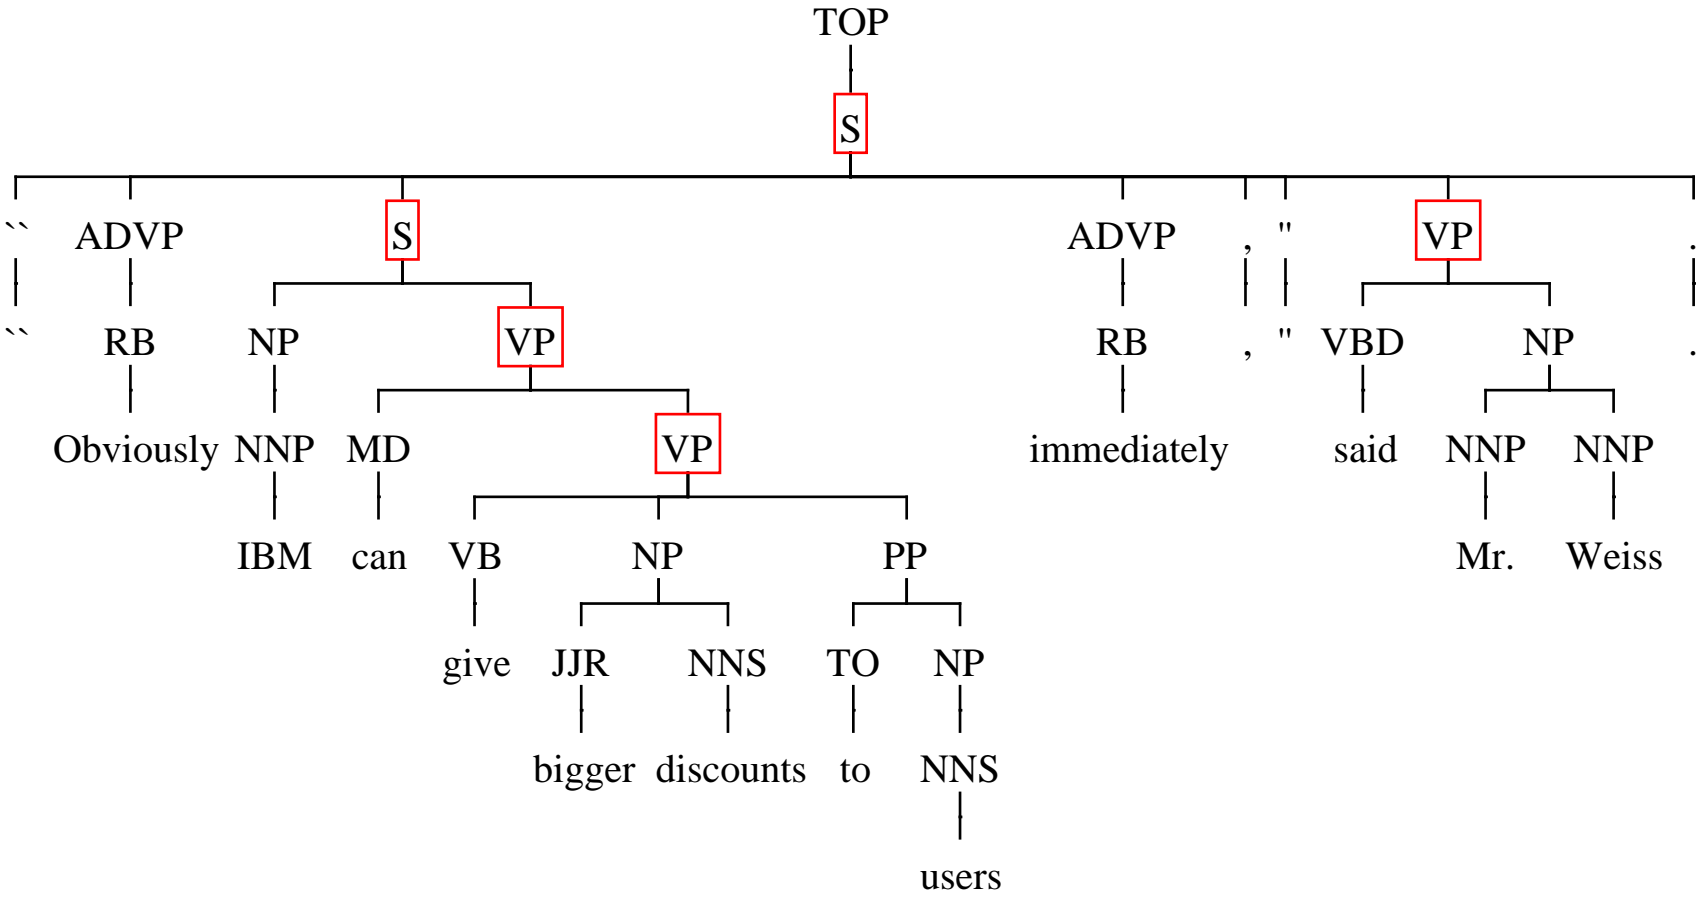 TOP
S
`` ADVP S ADVP , " VP .
`` RB NP VP RB , " VBD NP .
Obviously NNP MD VP immediately said NNP NNP
IBM can VB NP PP Mr. Weiss
give JJR NNS TO NP
bigger discounts to NNS
users